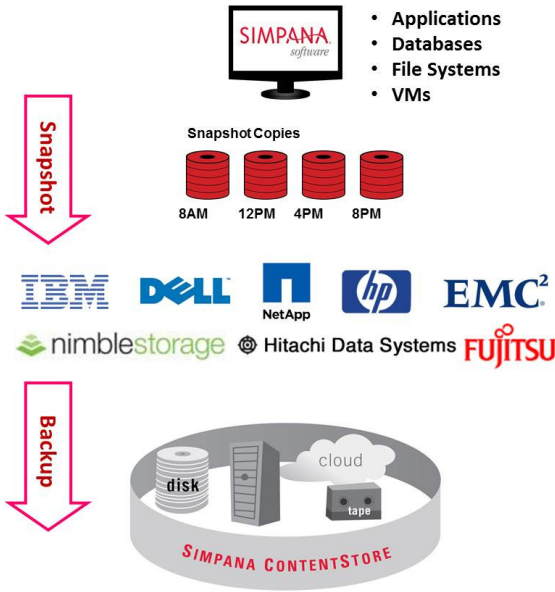 SIMPANA®
software
• Applications
• Databases
• File Systems
• VMs
Snapshot
Snapshot Copies
8AM 12PM 4PM 8PM
IBM DELL™ NetApp hp EMC²
nimblestorage Hitachi Data Systems FUJITSU
Backup
disk
cloud
tape
SIMPANA CONTENTSTORE